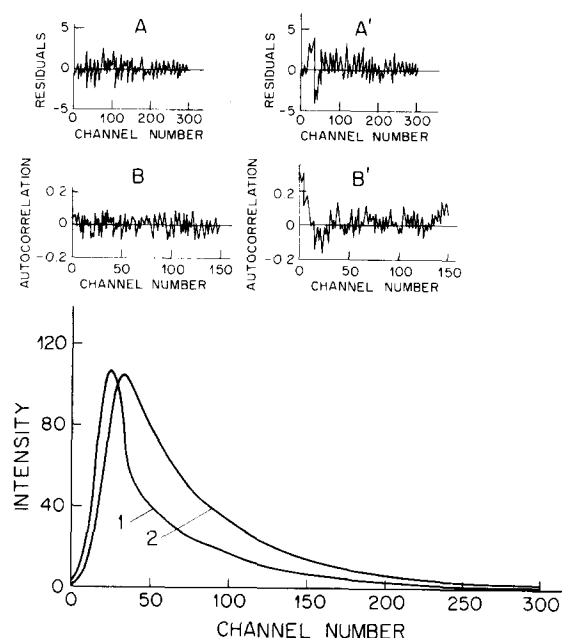 A
A'
RESIDUALS
5
0
-5
0 100 200 300
CHANNEL NUMBER
RESIDUALS
5
0
-5
0 100 200 300
CHANNEL NUMBER
B
B'
AUTOCORRELATION
0.2
0
-0.2
0 50 100 150
CHANNEL NUMBER
AUTOCORRELATION
0.2
0
-0.2
0 50 100 150
CHANNEL NUMBER
INTENSITY
120
80
40
0
1
2
0 50 100 150 200 250 300
CHANNEL NUMBER